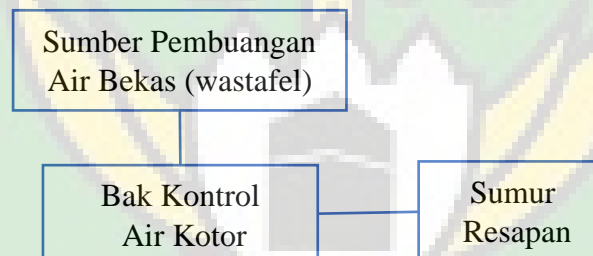 Sumber Pembuangan
Air Bekas (wastafel)
Bak Kontrol
Air Kotor
Sumur
Resapan